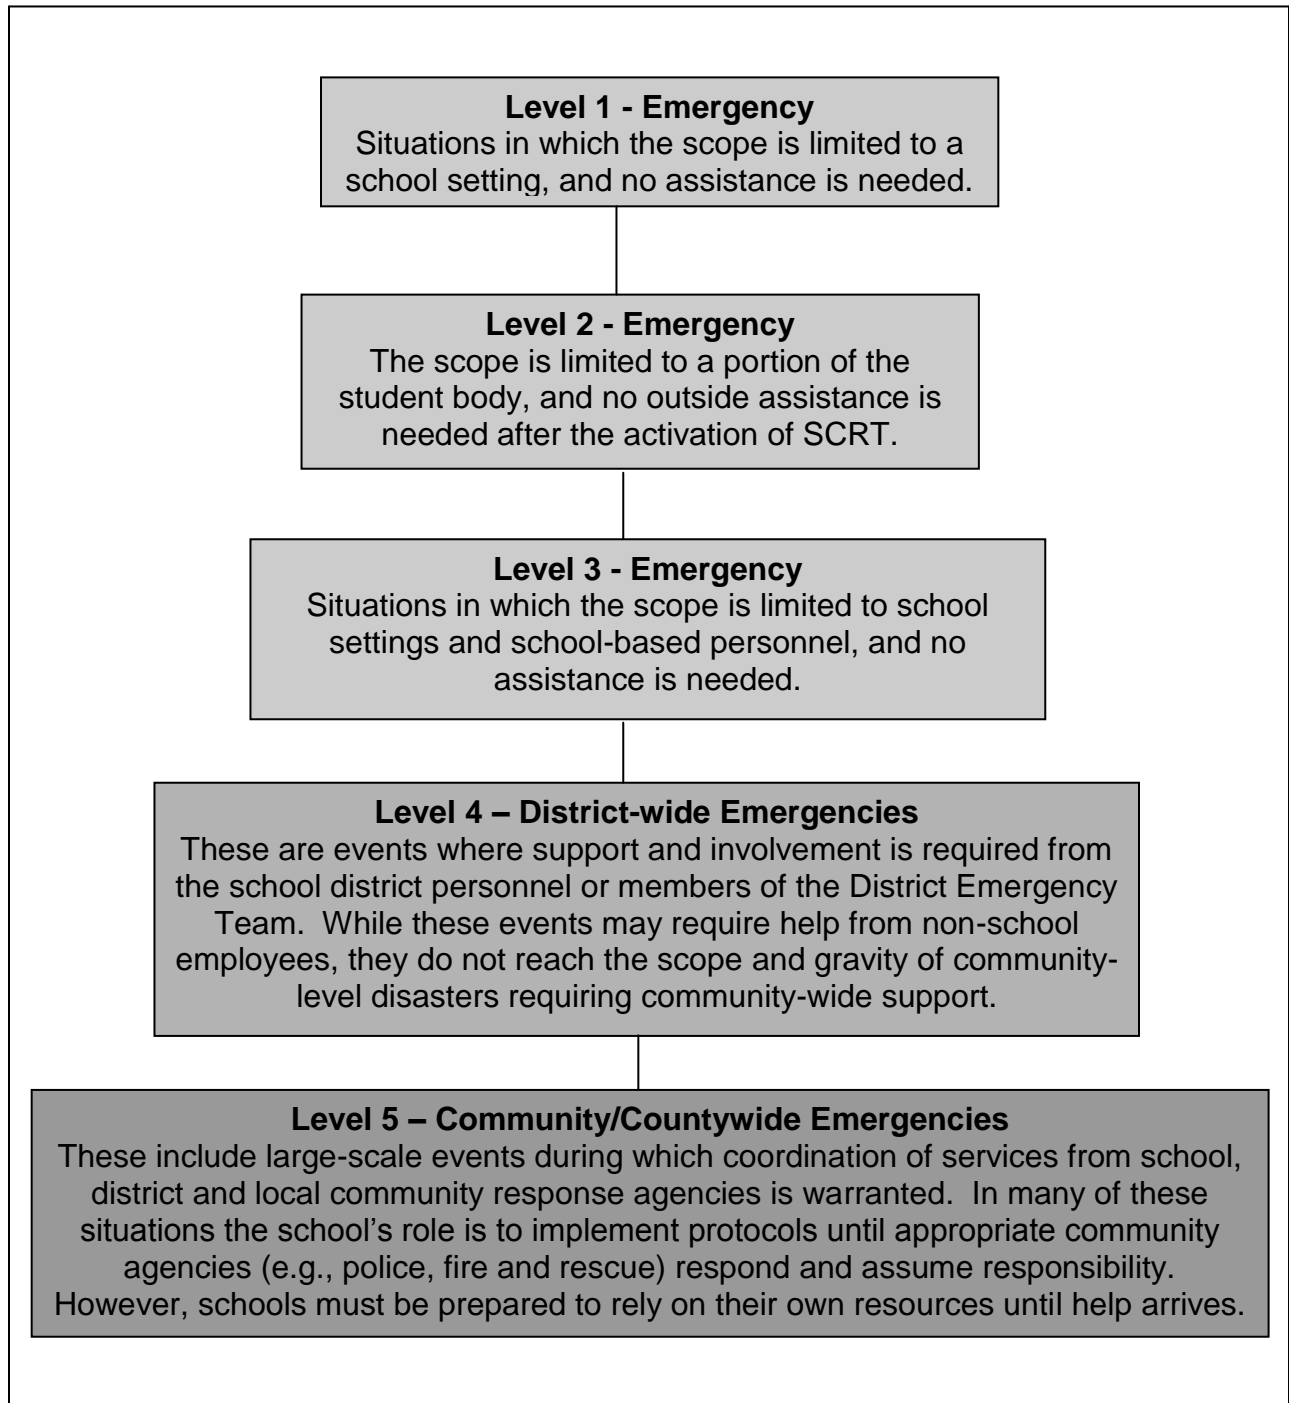 Level 1 - Emergency
Situations in which the scope is limited to a
school setting, and no assistance is needed.
Level 2 - Emergency
The scope is limited to a portion of the
student body, and no outside assistance is
needed after the activation of SCRT.
Level 3 - Emergency
Situations in which the scope is limited to school
settings and school-based personnel, and no
assistance is needed.
Level 4 – District-wide Emergencies
These are events where support and involvement is required from
the school district personnel or members of the District Emergency
Team.  While these events may require help from non-school
employees, they do not reach the scope and gravity of community-
level disasters requiring community-wide support.
Level 5 – Community/Countywide Emergencies
These include large-scale events during which coordination of services from school,
district and local community response agencies is warranted.  In many of these
situations the school’s role is to implement protocols until appropriate community
agencies (e.g., police, fire and rescue) respond and assume responsibility.
However, schools must be prepared to rely on their own resources until help arrives.